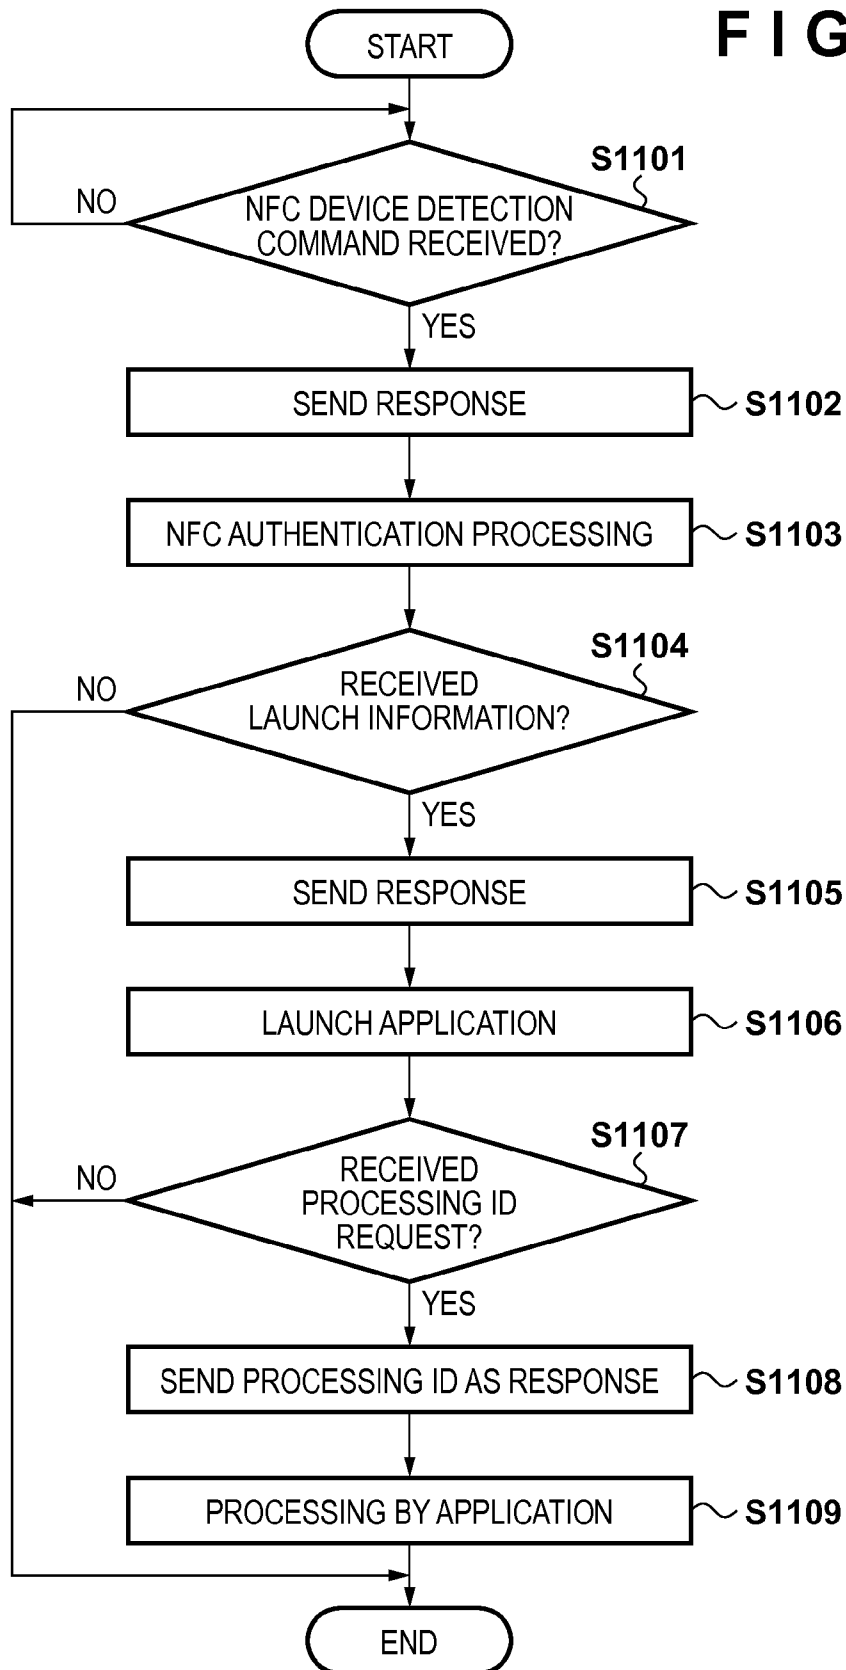 START
F I G
S1101
NO
NFC DEVICE DETECTION
COMMAND RECEIVED?
YES
SEND RESPONSE
S1102
NFC AUTHENTICATION PROCESSING
S1103
S1104
NO
RECEIVED
LAUNCH INFORMATION?
YES
SEND RESPONSE
S1105
LAUNCH APPLICATION
S1106
S1107
NO
RECEIVED
PROCESSING ID
REQUEST?
YES
SEND PROCESSING ID AS RESPONSE
S1108
PROCESSING BY APPLICATION
S1109
END